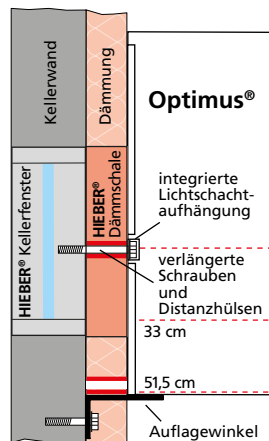 Kellerwand
Dämmung
Optimus®
HIEBER® Kellerfenster
HIEBER®
Dämmschale
integrierte
Lichtschacht-
aufhängung
verlängerte
Schrauben
und
Distanzhülsen
33 cm
51,5 cm
Auflagewinkel